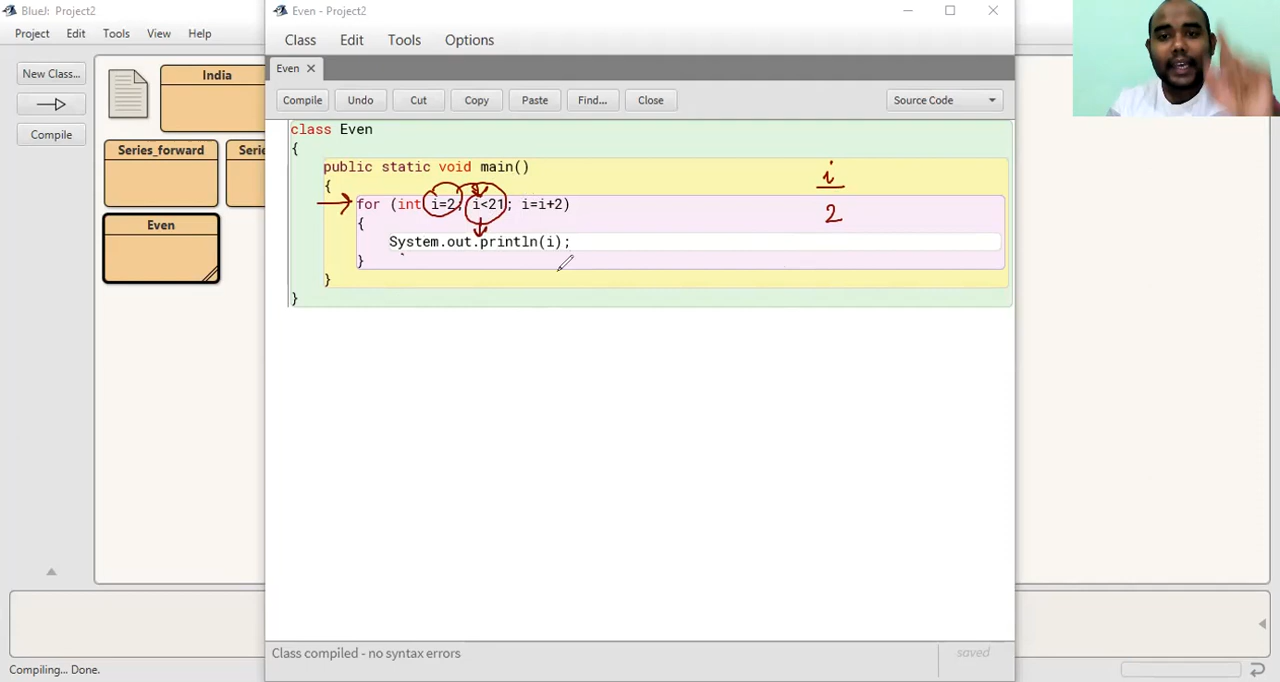 BlueJ: Project2
Project Edit Tools View Help
New Class...
Compile
India
Series_forward
Serie
Even
Even - Project2
Class Edit Tools Options
Even
Compile Undo Cut Copy Paste Find... Close Source Code
class Even
{
public static void main()
{
for (int i=2; i<21; i=i+2)
{
System.out.println(i);
}
}
}
i
2
Class compiled - no syntax errors
saved
Compiling... Done.